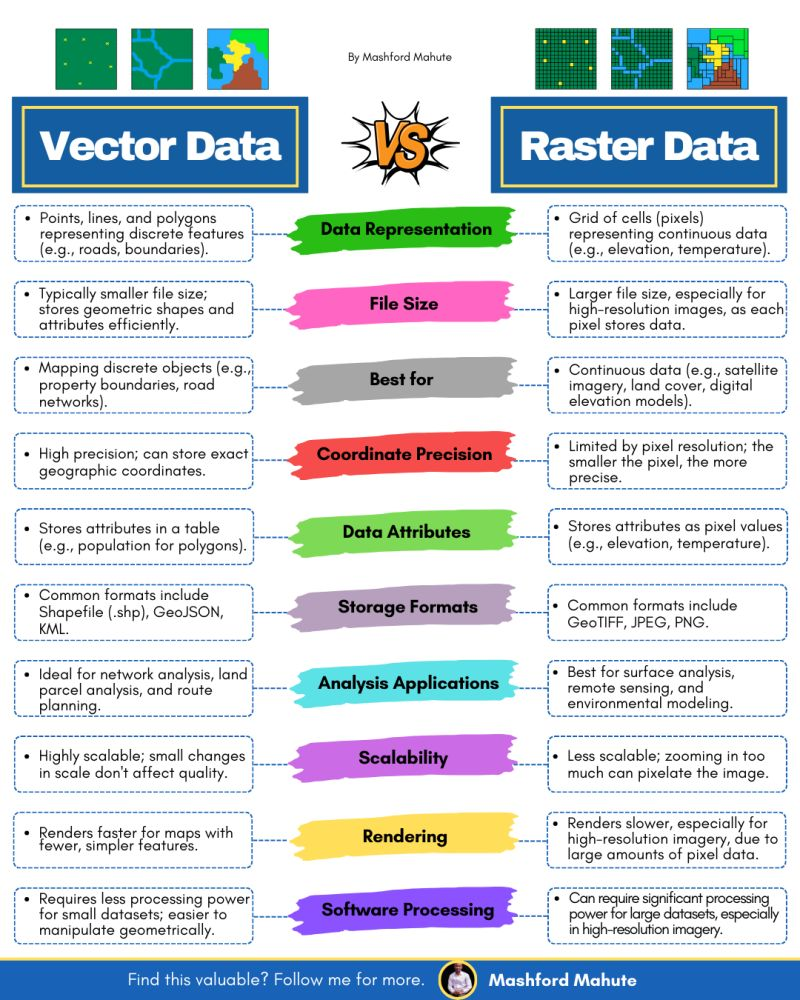 By Mashford Mahute
Vector Data
VS
Raster Data
• Points, lines, and polygons
representing discrete features
(e.g., roads, boundaries).
Data Representation
• Grid of cells (pixels)
representing continuous data
(e.g., elevation, temperature).
• Typically smaller file size;
stores geometric shapes and
attributes efficiently.
File Size
• Larger file size, especially for
high-resolution images, as each
pixel stores data.
• Mapping discrete objects (e.g.,
property boundaries, road
networks).
Best for
• Continuous data (e.g., satellite
imagery, land cover, digital
elevation models).
• High precision; can store exact
geographic coordinates.
Coordinate Precision
• Limited by pixel resolution; the
smaller the pixel, the more
precise.
• Stores attributes in a table
(e.g., population for polygons).
Data Attributes
• Stores attributes as pixel values
(e.g., elevation, temperature).
• Common formats include
Shapefile (.shp), GeoJSON,
KML.
Storage Formats
• Common formats include
GeoTIFF, JPEG, PNG.
• Ideal for network analysis, land
parcel analysis, and route
planning.
Analysis Applications
• Best for surface analysis,
remote sensing, and
environmental modeling.
• Highly scalable; small changes
in scale don't affect quality.
Scalability
• Less scalable; zooming in too
much can pixelate the image.
• Renders faster for maps with
fewer, simpler features.
Rendering
• Renders slower, especially for
high-resolution imagery, due to
large amounts of pixel data.
• Requires less processing power
for small datasets; easier to
manipulate geometrically.
Software Processing
• Can require significant processing
power for large datasets, especially
in high-resolution imagery.
Find this valuable? Follow me for more.
Mashford Mahute